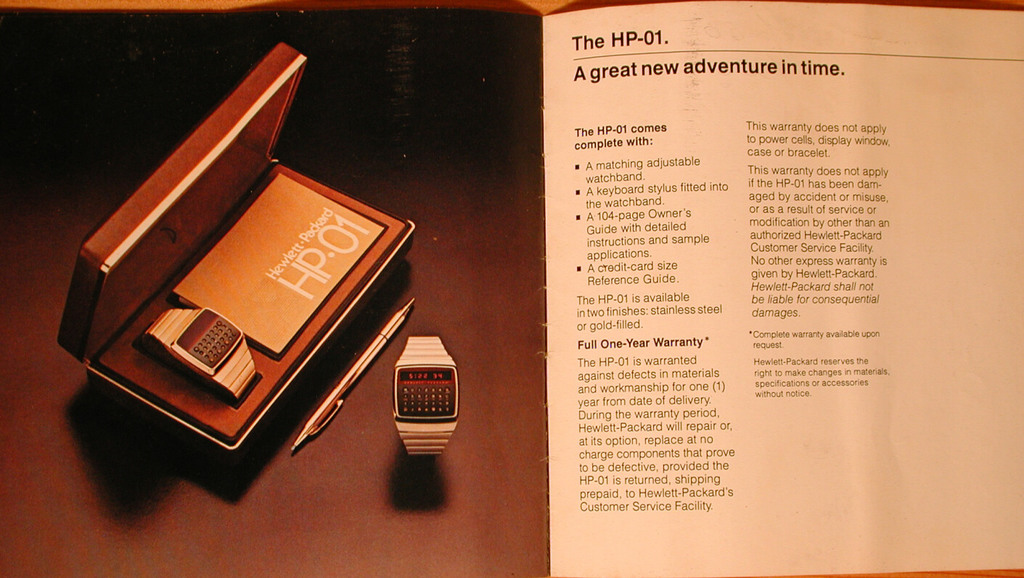 Hewlett·Packard
HP-01
The HP-01.
A great new adventure in time.
The HP-01 comes
complete with:
▪ A matching adjustable
watchband.
▪ A keyboard stylus fitted into
the watchband.
▪ A 104-page Owner's
Guide with detailed
instructions and sample
applications.
▪ A credit-card size
Reference Guide.
The HP-01 is available
in two finishes: stainless steel
or gold-filled.
Full One-Year Warranty*
The HP-01 is warranted
against defects in materials
and workmanship for one (1)
year from date of delivery.
During the warranty period,
Hewlett-Packard will repair or,
at its option, replace at no
charge components that prove
to be defective, provided the
HP-01 is returned, shipping
prepaid, to Hewlett-Packard's
Customer Service Facility.
This warranty does not apply
to power cells, display window,
case or bracelet.
This warranty does not apply
if the HP-01 has been dam-
aged by accident or misuse,
or as a result of service or
modification by other than an
authorized Hewlett-Packard
Customer Service Facility.
No other express warranty is
given by Hewlett-Packard.
Hewlett-Packard shall not
be liable for consequential
damages.
*Complete warranty available upon
request.
Hewlett-Packard reserves the
right to make changes in materials,
specifications or accessories
without notice.